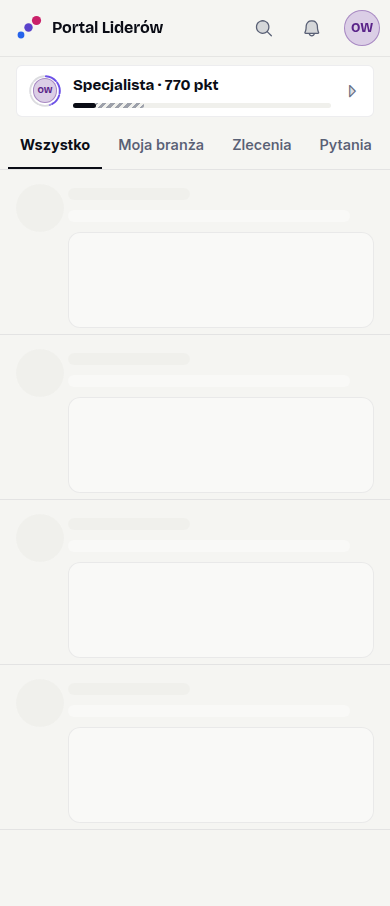 Portal Liderów
OW
OW
Specjalista · 770 pkt
Wszystko
Moja branża
Zlecenia
Pytania